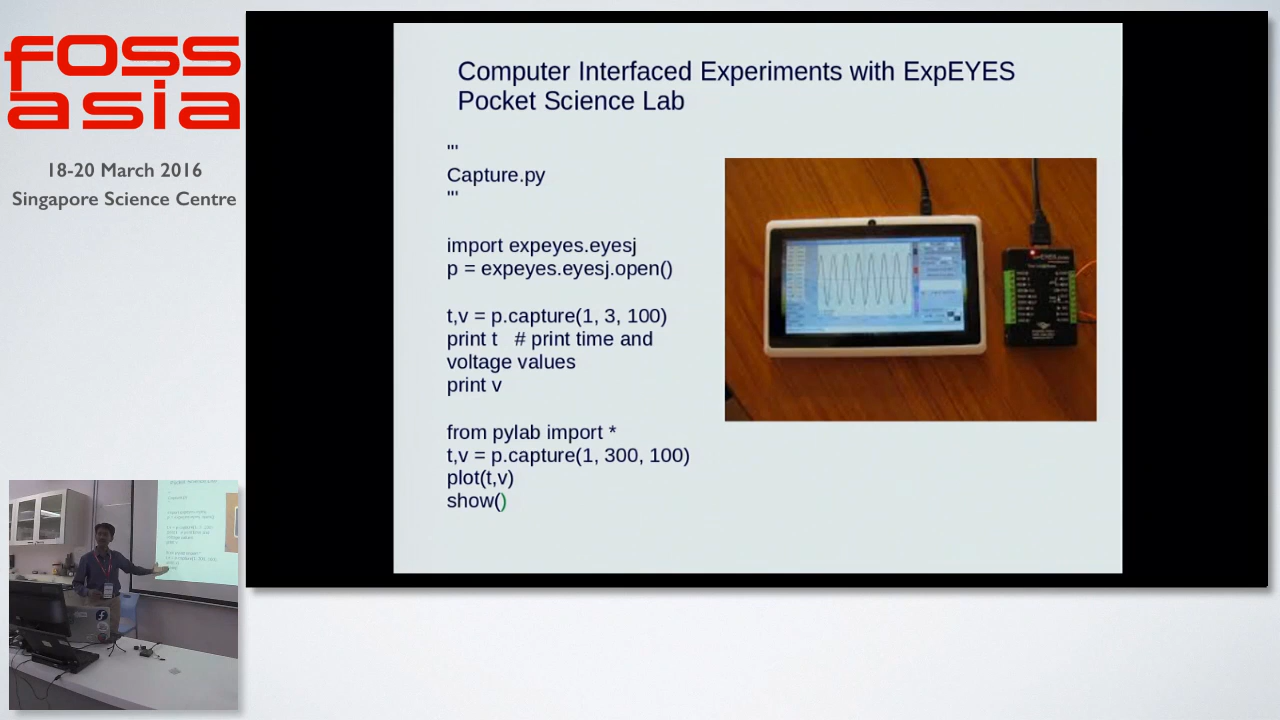 foss
asia
18-20 March 2016
Singapore Science Centre
Computer Interfaced Experiments with ExpEYES
Pocket Science Lab
'''
Capture.py
'''
import expeyes.eyesj
p = expeyes.eyesj.open()
t,v = p.capture(1, 3, 100)
print t # print time and
voltage values
print v
from pylab import *
t,v = p.capture(1, 300, 100)
plot(t,v)
show()